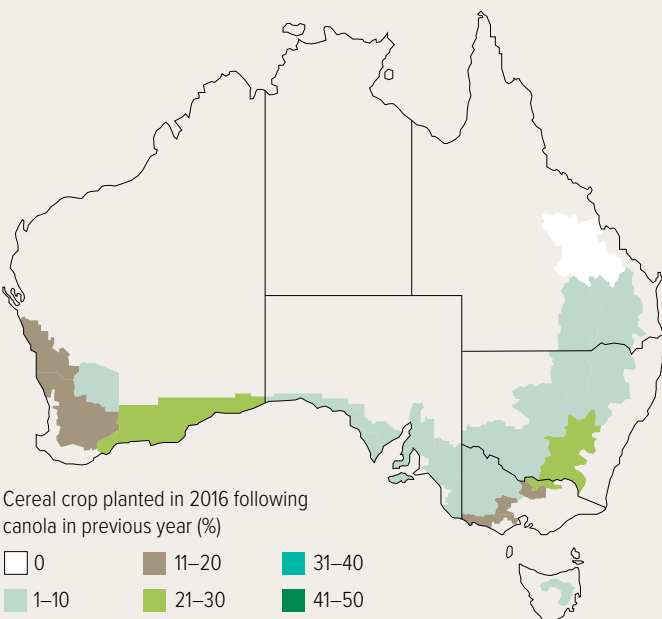 Cereal crop planted in 2016 following
canola in previous year (%)
0 11–20 31–40
1–10 21–30 41–50